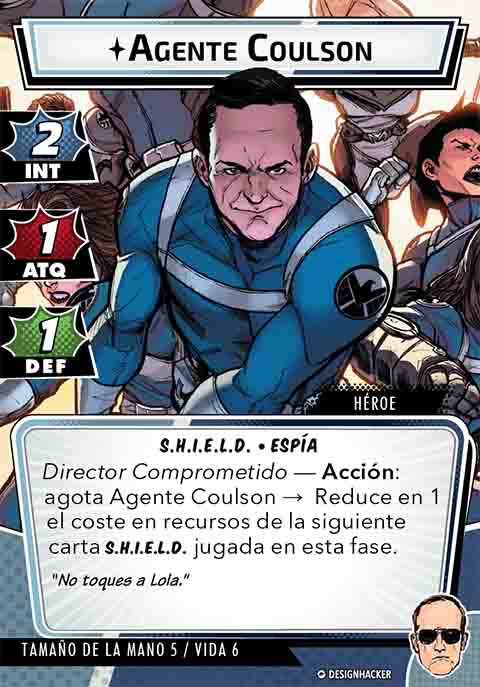 AGENTE COULSON
2
INT
1
ATQ
1
DEF
HÉROE
S.H.I.E.L.D. • ESPÍA
Director Comprometido — Acción:
agota Agente Coulson → Reduce en 1
el coste en recursos de la siguiente
carta S.H.I.E.L.D. jugada en esta fase.
"No toques a Lola."
TAMAÑO DE LA MANO 5 / VIDA 6
DESIGNHACKER